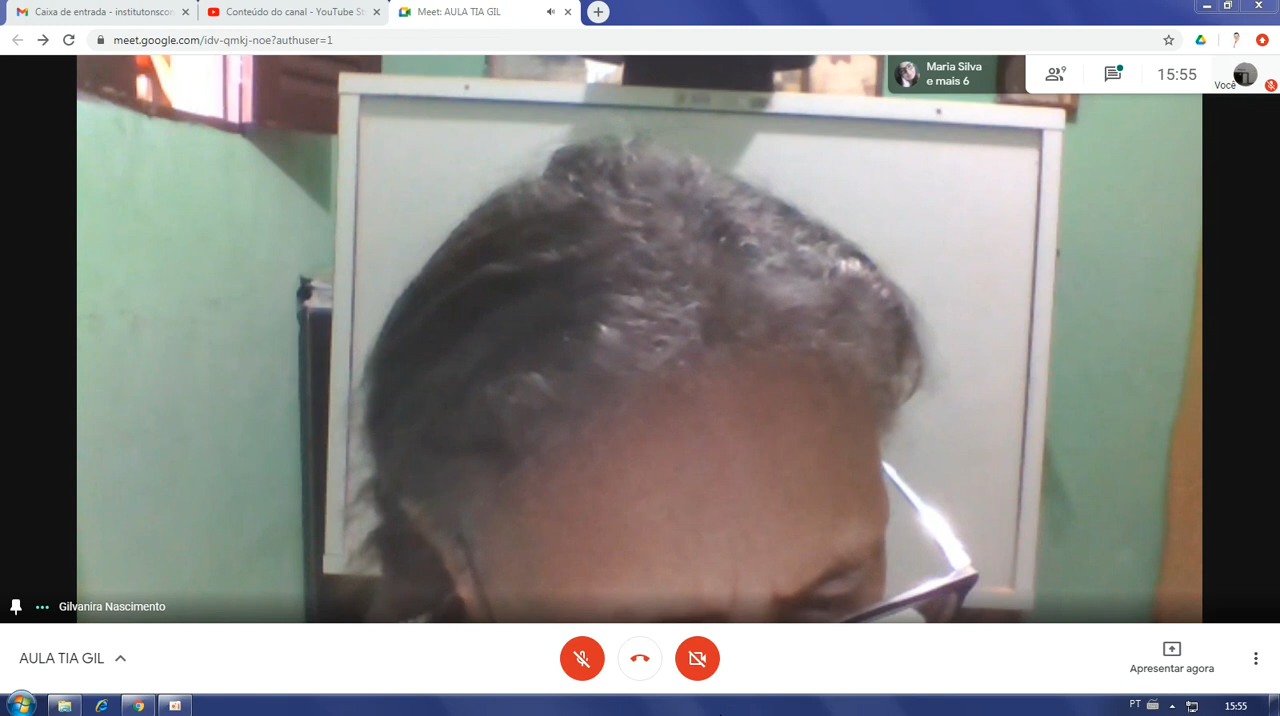 Caixa de entrada - institutonscon
Conteúdo do canal - YouTube St
Meet: AULA TIA GIL
meet.google.com/idv-qmkj-noe?authuser=1
Maria Silva
e mais 6
9
15:55
Você
Gilvanira Nascimento
AULA TIA GIL
Apresentar agora
PT
15:55